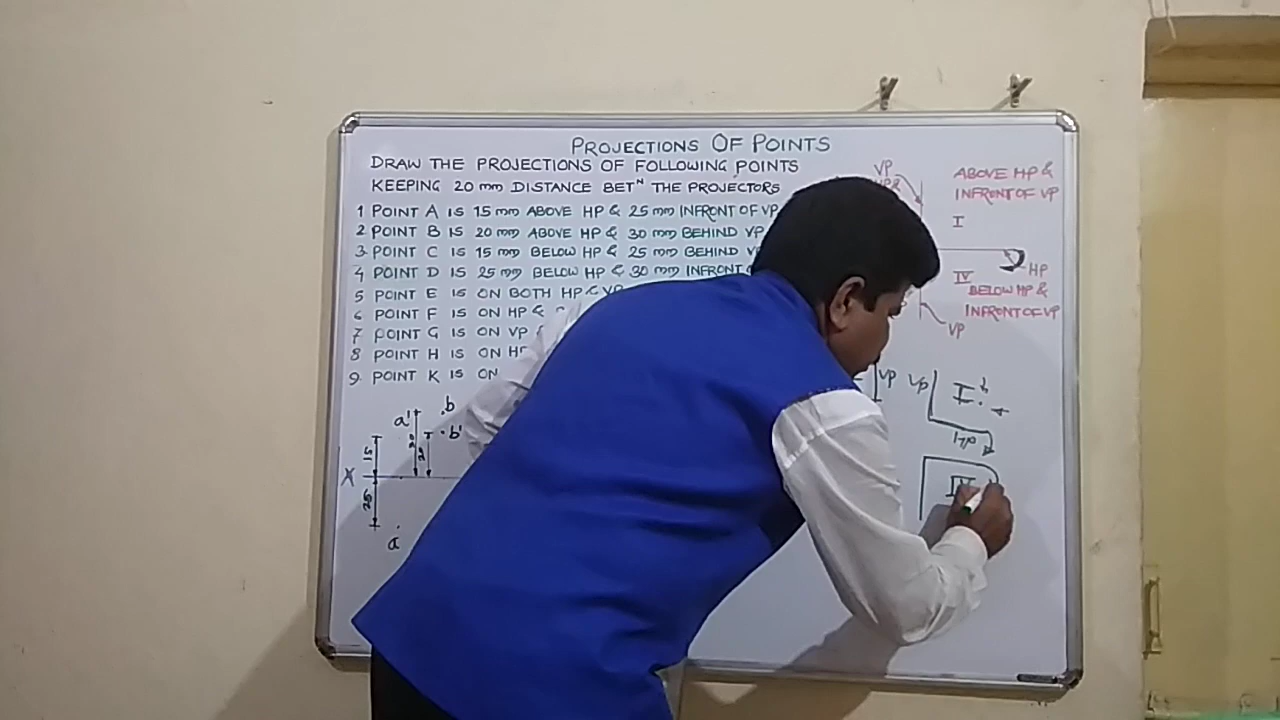 PROJECTIONS OF POINTS
DRAW THE PROJECTIONS OF FOLLOWING POINTS
KEEPING 20 mm DISTANCE BETᴺ THE PROJECTORS
1 POINT A IS 15 mm ABOVE HP & 25 mm INFRONT OF VP
2 POINT B IS 20 mm ABOVE HP & 30 mm BEHIND VP
3 POINT C IS 15 mm BELOW HP & 25 mm BEHIND VP
4 POINT D IS 25 mm BELOW HP & 30 mm INFRONT
5 POINT E IS ON BOTH HP & VP
6 POINT F IS ON HP &
7 POINT G IS ON VP &
8 POINT H IS ON HP
9. POINT K IS ON
VP
ABOVE HP &
INFRONT OF VP
I
HP
IV
BELOW HP &
INFRONT OF VP
VP
VP
VP
I
HP
IV
a'
b
b'
15
X
25
a